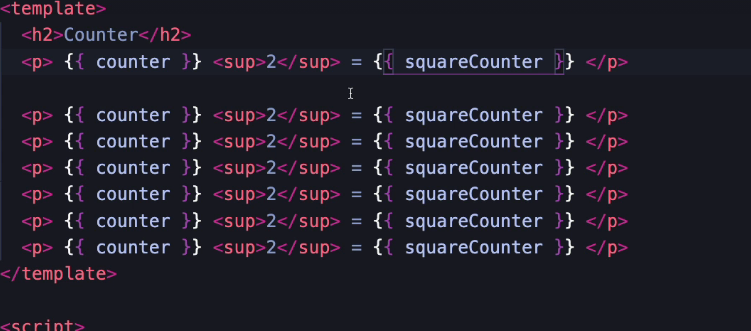 <template>
<h2>Counter</h2>
<p> {{ counter }} <sup>2</sup> = {{ squareCounter }} </p>
<p> {{ counter }} <sup>2</sup> = {{ squareCounter }} </p>
<p> {{ counter }} <sup>2</sup> = {{ squareCounter }} </p>
<p> {{ counter }} <sup>2</sup> = {{ squareCounter }} </p>
<p> {{ counter }} <sup>2</sup> = {{ squareCounter }} </p>
<p> {{ counter }} <sup>2</sup> = {{ squareCounter }} </p>
<p> {{ counter }} <sup>2</sup> = {{ squareCounter }} </p>
</template>
<script>